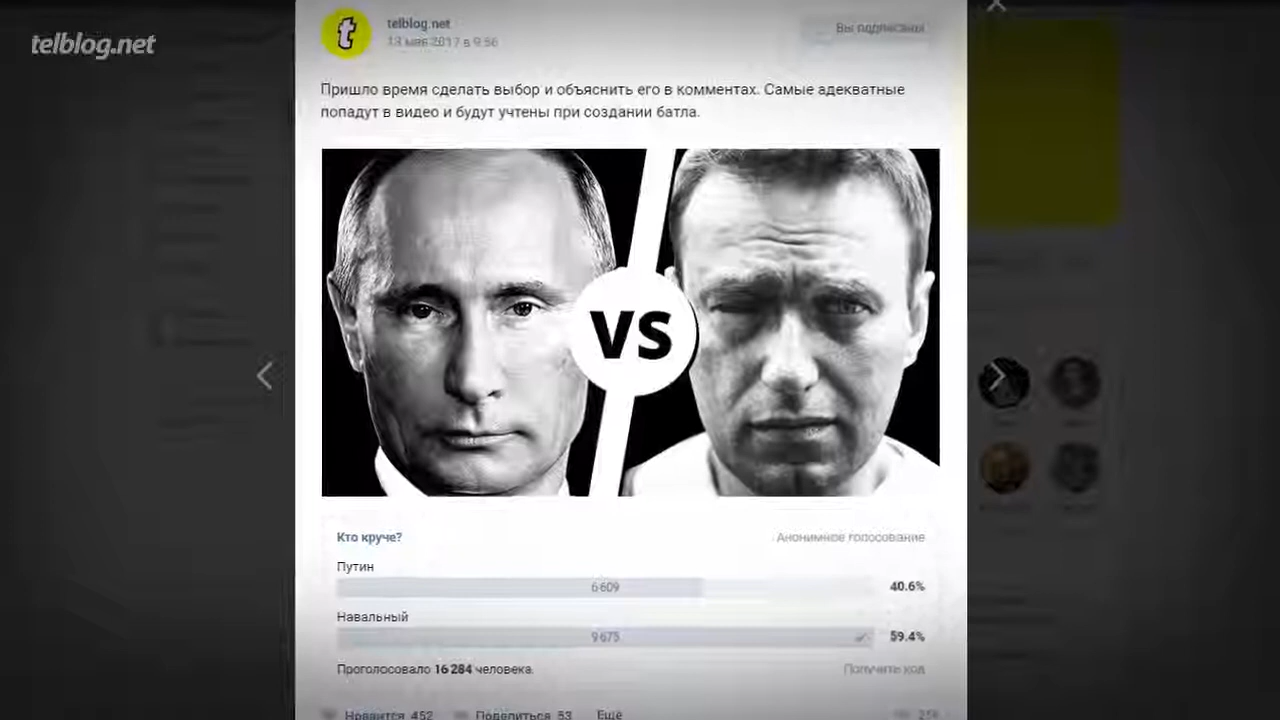 telblog.net
telblog.net
13 мая 2017 в 9:56
Вы подписаны
Пришло время сделать выбор и объяснить его в комментах. Самые адекватные
попадут в видео и будут учтены при создании батла.
VS
Кто круче?
Анонимное голосование
Путин
6 609
40.6%
Навальный
9 675
59.4%
Проголосовало 16 284 человека.
Получить код
Нравится 452
Поделиться 53
Ещё